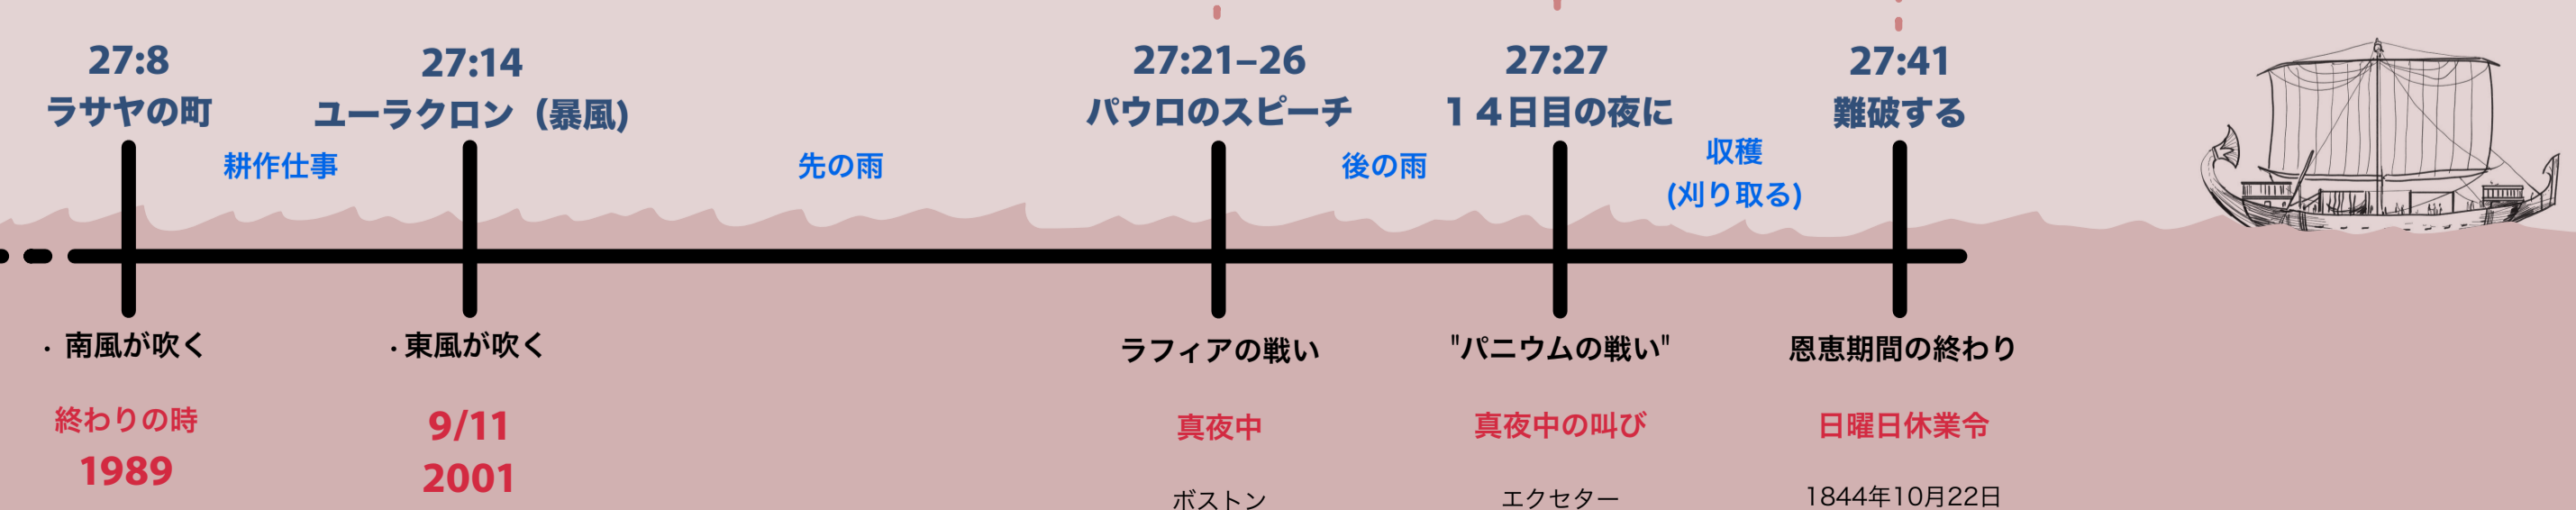 27:8
ラサヤの町
27:14
ユーラクロン（暴風)
27:21–26
パウロのスピーチ
27:27
１４日目の夜に
27:41
難破する
耕作仕事
先の雨
後の雨
収穫
(刈り取る)
· 南風が吹く
· 東風が吹く
ラフィアの戦い
"パニウムの戦い"
恩恵期間の終わり
終わりの時
1989
9/11
2001
真夜中
真夜中の叫び
日曜日休業令
ボストン
エクセター
1844年10月22日